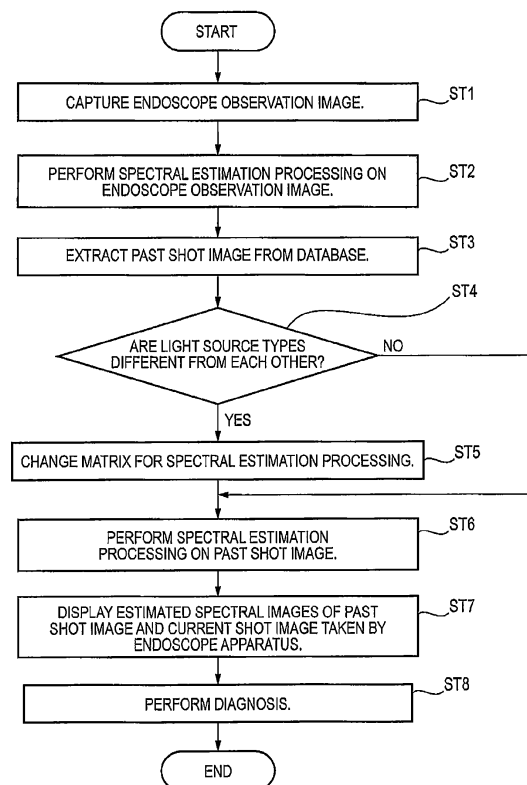 START
CAPTURE ENDOSCOPE OBSERVATION IMAGE.
ST1
PERFORM SPECTRAL ESTIMATION PROCESSING ON
ENDOSCOPE OBSERVATION IMAGE.
ST2
EXTRACT PAST SHOT IMAGE FROM DATABASE.
ST3
ST4
ARE LIGHT SOURCE TYPES
DIFFERENT FROM EACH OTHER?
NO
YES
CHANGE MATRIX FOR SPECTRAL ESTIMATION PROCESSING.
ST5
PERFORM SPECTRAL ESTIMATION
PROCESSING ON PAST SHOT IMAGE.
ST6
DISPLAY ESTIMATED SPECTRAL IMAGES OF PAST
SHOT IMAGE AND CURRENT SHOT IMAGE TAKEN BY
ENDOSCOPE APPARATUS.
ST7
PERFORM DIAGNOSIS.
ST8
END